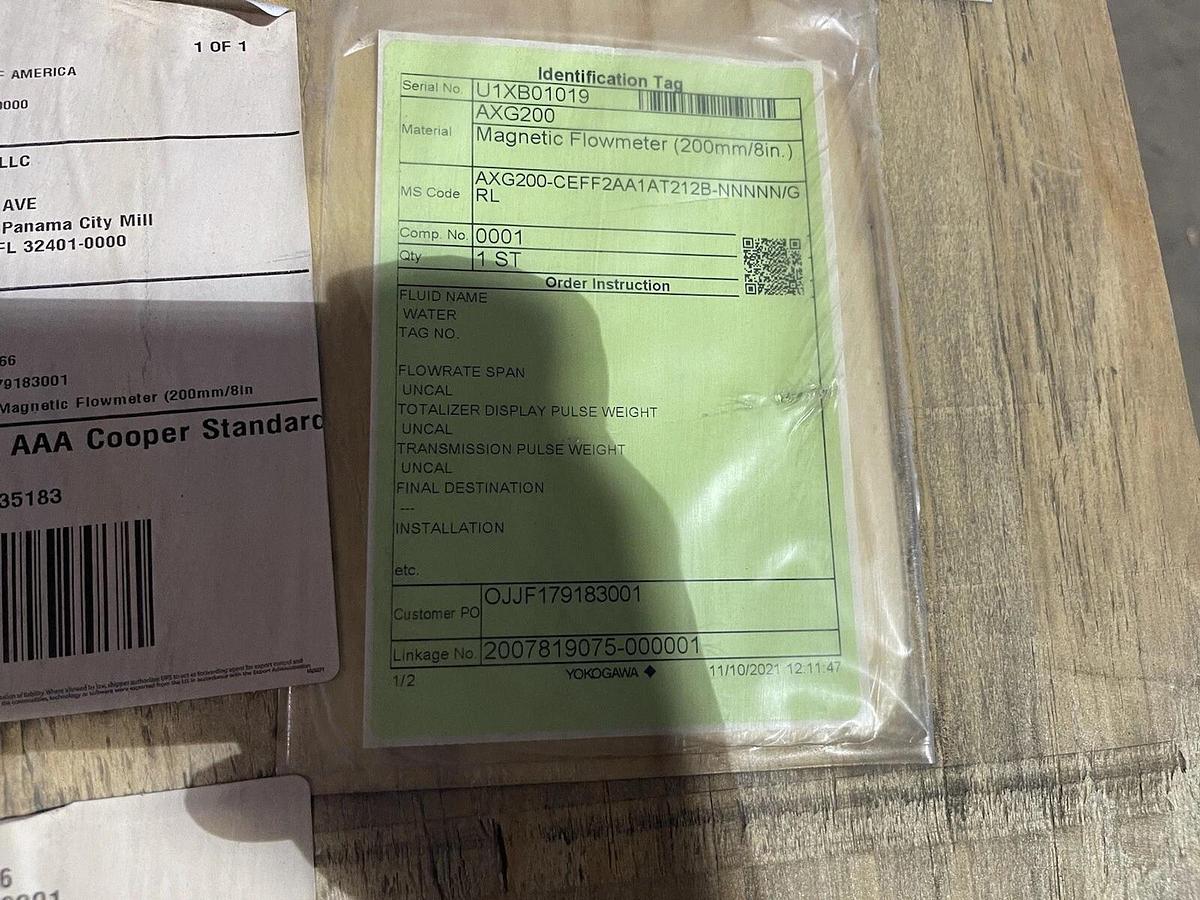 1 OF 1
AMERICA
0000
LLC
AVE
Panama City Mill
FL 32401-0000
66
79183001
Magnetic Flowmeter (200mm/8in
AAA Cooper Standard
35183
Identification Tag
Serial No. U1XB01019
Material AXG200
Magnetic Flowmeter (200mm/8in.)
MS Code AXG200-CEFF2AA1AT212B-NNNNN/G
RL
Comp. No. 0001
Qty 1 ST
Order Instruction
FLUID NAME
WATER
TAG NO.
FLOWRATE SPAN
UNCAL
TOTALIZER DISPLAY PULSE WEIGHT
UNCAL
TRANSMISSION PULSE WEIGHT
UNCAL
FINAL DESTINATION
---
INSTALLATION
etc.
Customer PO OJJF179183001
Linkage No. 2007819075-000001
1/2 YOKOGAWA 11/10/2021 12:11:47
6